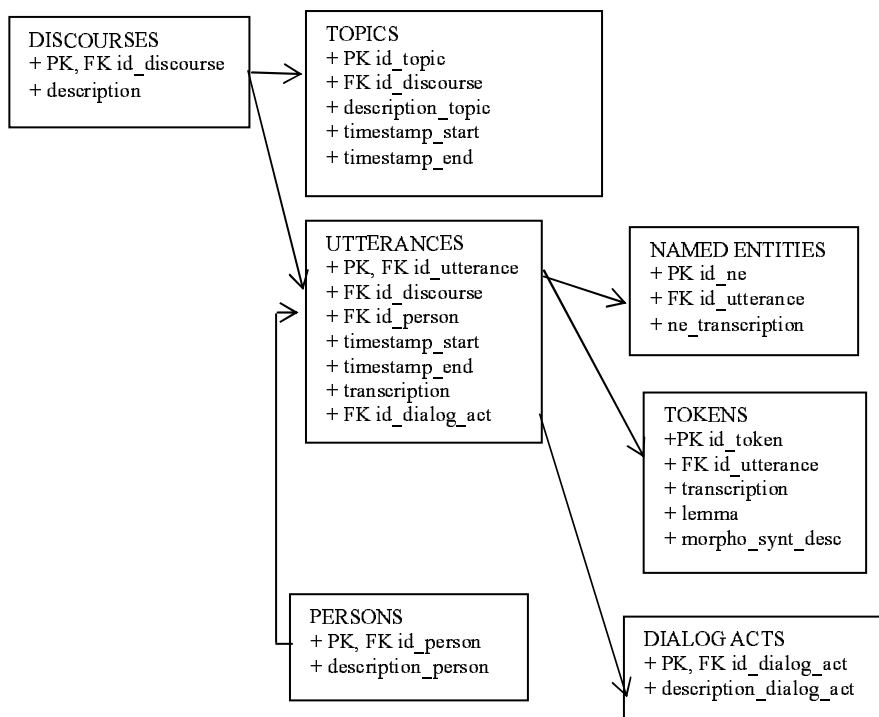 DISCOURSES
+ PK, FK id_discourse
+ description
TOPICS
+ PK id_topic
+ FK id_discourse
+ description_topic
+ timestamp_start
+ timestamp_end
UTTERANCES
+ PK, FK id_utterance
+ FK id_discourse
+ FK id_person
+ timestamp_start
+ timestamp_end
+ transcription
+ FK id_dialog_act
NAMED ENTITIES
+ PK id_ne
+ FK id_utterance
+ ne_transcription
TOKENS
+PK id_token
+ FK id_utterance
+ transcription
+ lemma
+ morpho_synt_desc
PERSONS
+ PK, FK id_person
+ description_person
DIALOG ACTS
+ PK, FK id_dialog_act
+ description_dialog_act